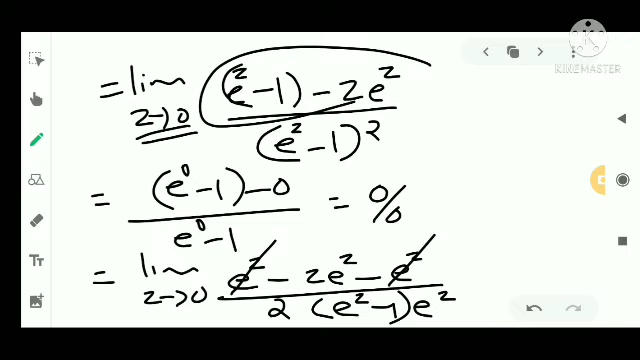 KINEMASTER
= lim z→0 (e^z - 1) - ze^z / (e^z - 1)^2
= (e^0 - 1) - 0 / e^0 - 1 = 0/0
= lim z→0 e^z - ze^z - e^z / 2 (e^z - 1)e^z
Tт